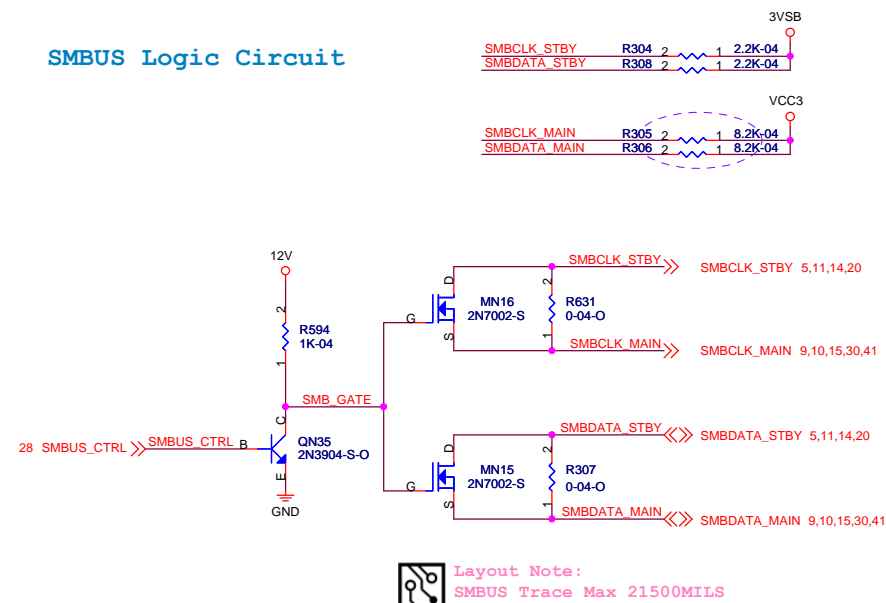 SMBUS Logic Circuit
3VSB
SMBCLK_STBY R304 2 1 2.2K-04
SMBDATA_STBY R308 2 1 2.2K-04
VCC3
SMBCLK_MAIN R305 2 1 8.2K-04
SMBDATA_MAIN R306 2 1 8.2K-04
12V
2
R594
1K-04
1
SMB_GATE
28 SMBUS_CTRL SMBUS_CTRL B
C
QN35
2N3904-S-O
E
GND
SMBCLK_STBY SMBCLK_STBY 5,11,14,20
D
2
MN16
2N7002-S
R631
0-04-O
G
S
1
SMBCLK_MAIN SMBCLK_MAIN 9,10,15,30,41
SMBDATA_STBY SMBDATA_STBY 5,11,14,20
D
2
MN15
2N7002-S
R307
0-04-O
G
S
1
SMBDATA_MAIN SMBDATA_MAIN 9,10,15,30,41
Layout Note:
SMBUS Trace Max 21500MILS